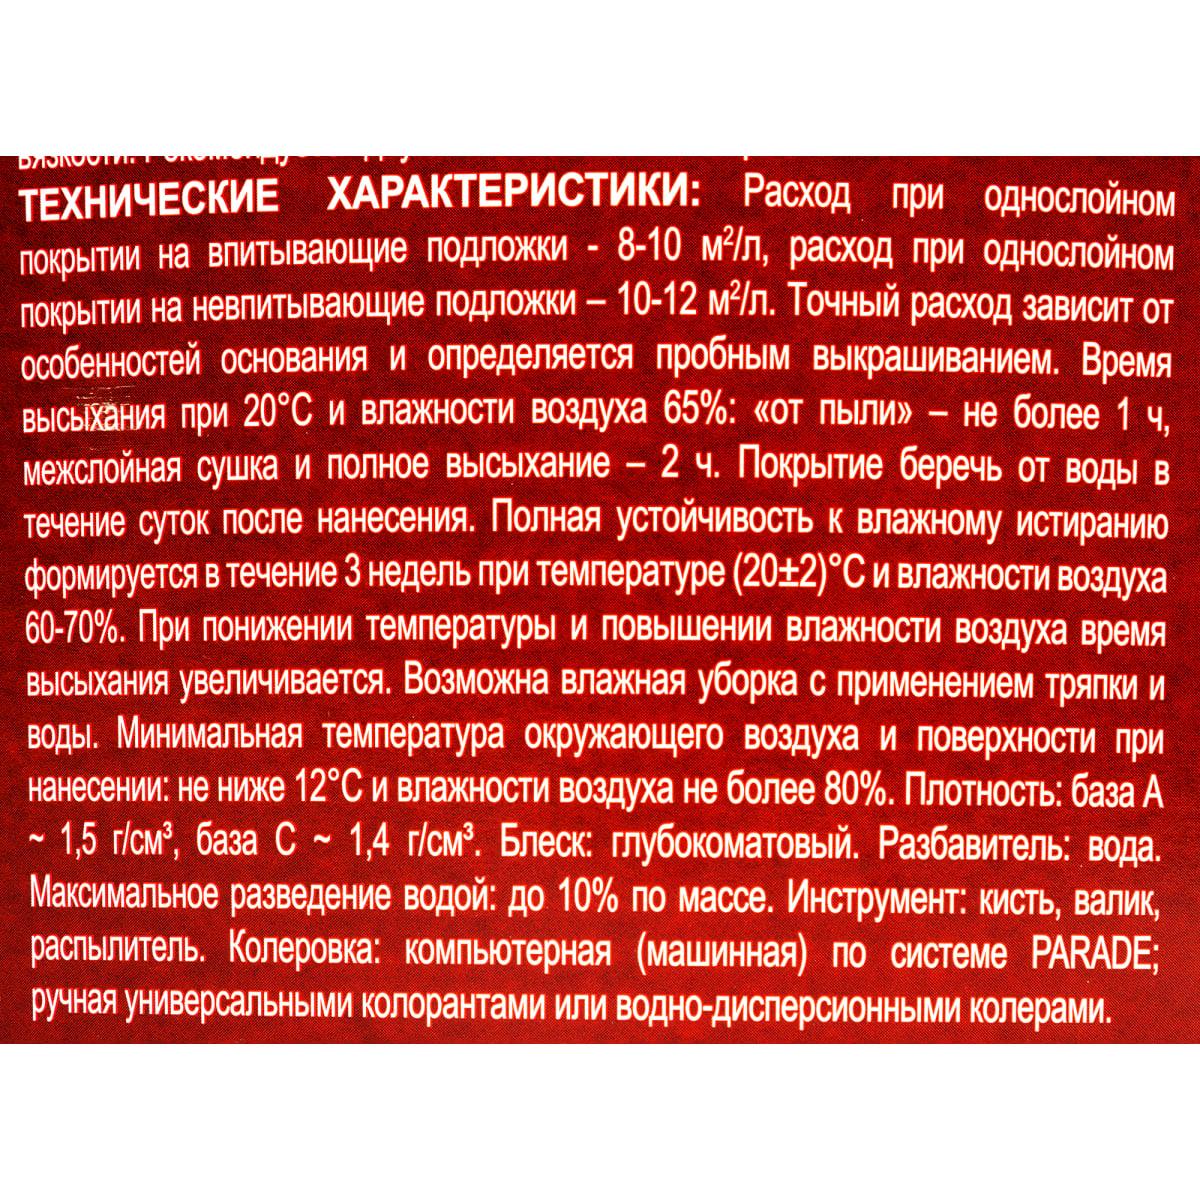 ТЕХНИЧЕСКИЕ ХАРАКТЕРИСТИКИ: Расход при однослойном
покрытии на впитывающие подложки - 8-10 м²/л, расход при однослойном
покрытии на невпитывающие подложки – 10-12 м²/л. Точный расход зависит от
особенностей основания и определяется пробным выкрашиванием. Время
высыхания при 20°С и влажности воздуха 65%: «от пыли» – не более 1 ч,
межслойная сушка и полное высыхание – 2 ч. Покрытие беречь от воды в
течение суток после нанесения. Полная устойчивость к влажному истиранию
формируется в течение 3 недель при температуре (20±2)°С и влажности воздуха
60-70%. При понижении температуры и повышении влажности воздуха время
высыхания увеличивается. Возможна влажная уборка с применением тряпки и
воды. Минимальная температура окружающего воздуха и поверхности при
нанесении: не ниже 12°С и влажности воздуха не более 80%. Плотность: база А
~ 1,5 г/см³, база С ~ 1,4 г/см³. Блеск: глубокоматовый. Разбавитель: вода.
Максимальное разведение водой: до 10% по массе. Инструмент: кисть, валик,
распылитель. Колеровка: компьютерная (машинная) по системе PARADE;
ручная универсальными колорантами или водно-дисперсионными колерами.